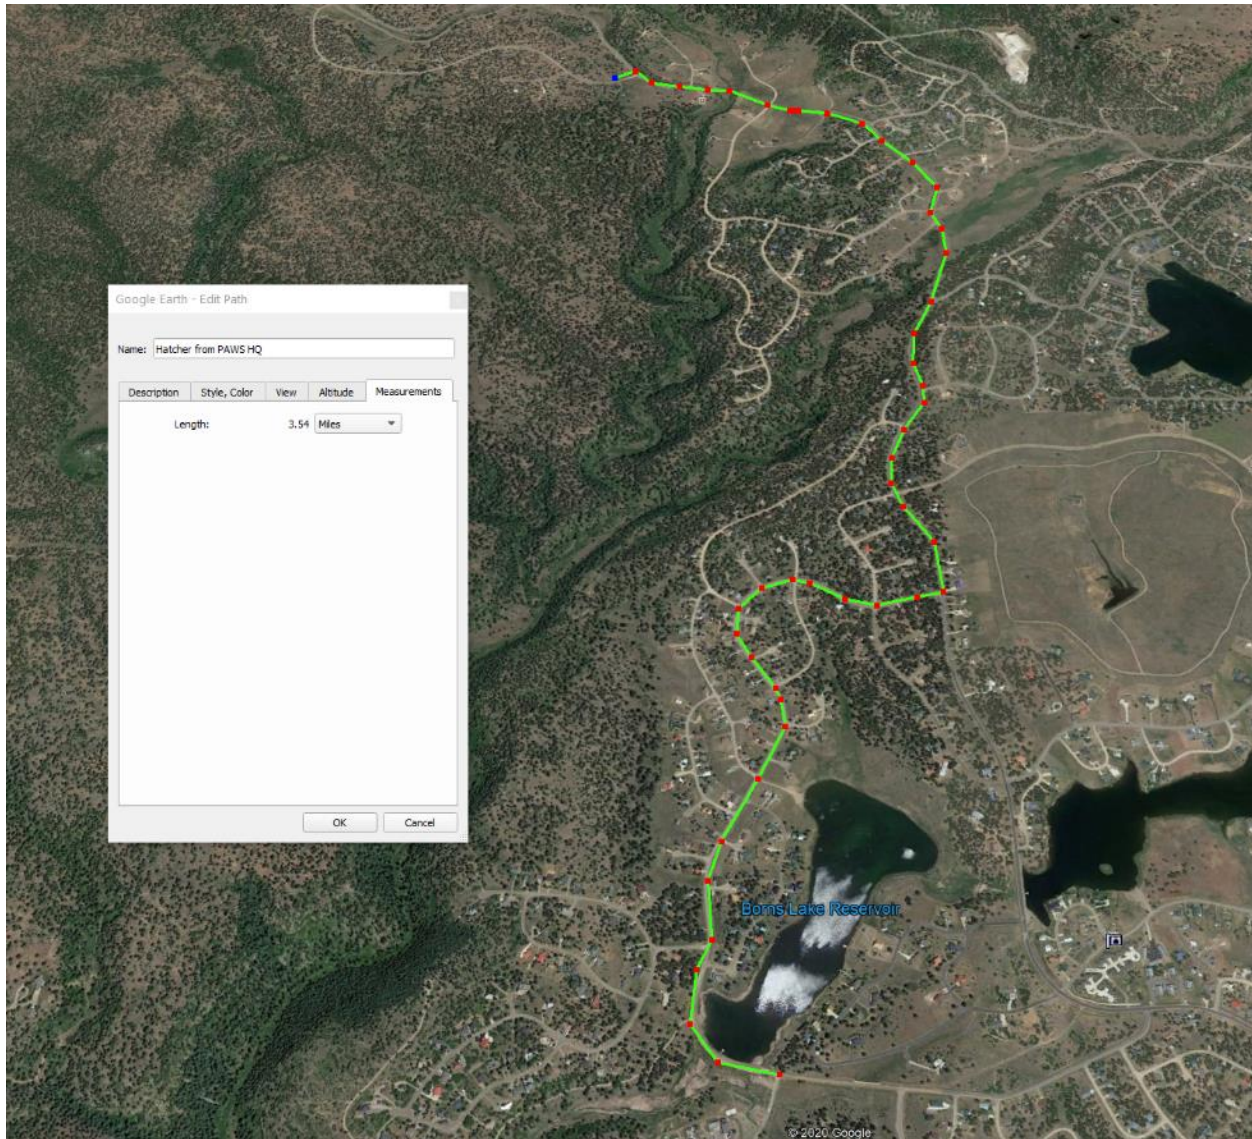 Google Earth - Edit Path
Name: Hatcher from PAWS HQ
Description Style, Color View Altitude Measurements
Length: 3.54 Miles
OK Cancel
Borns Lake Reservoir
© 2020 Google